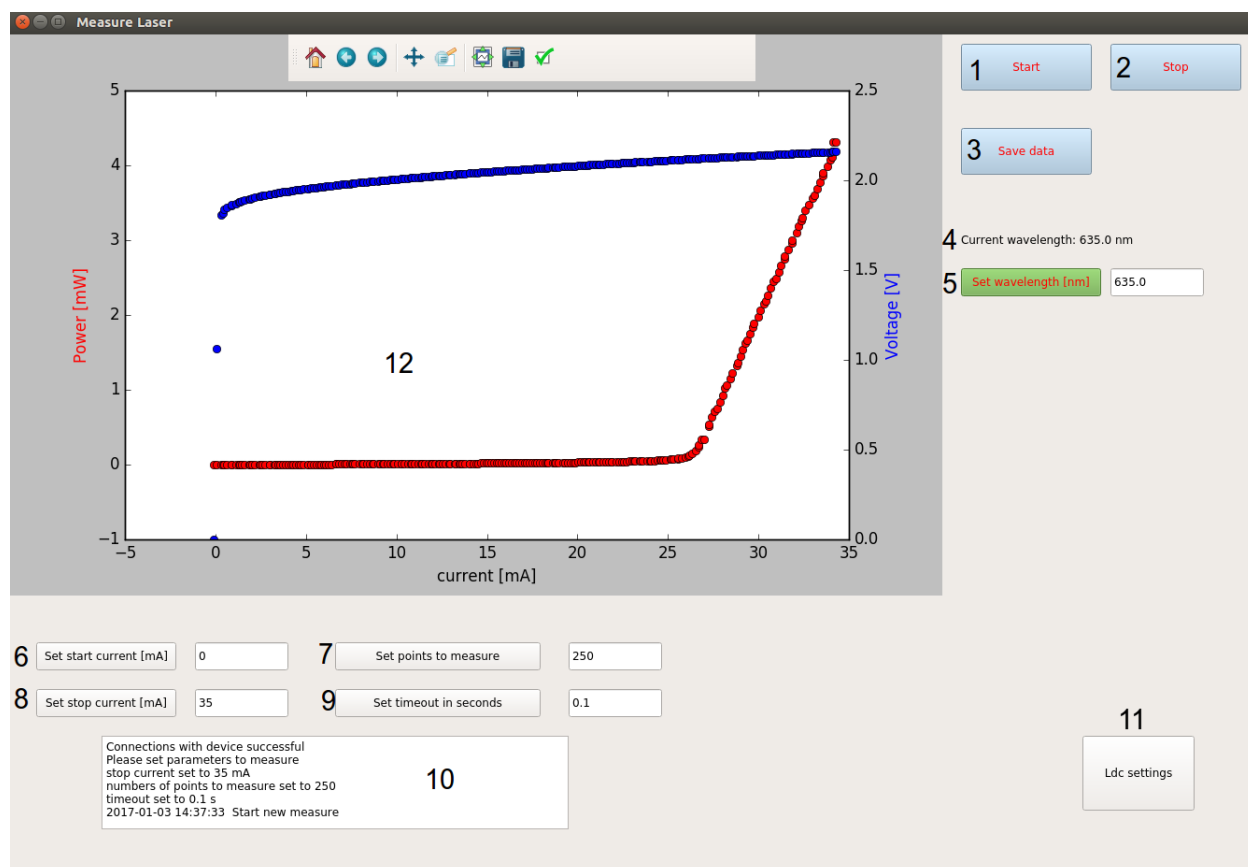 Measure Laser
1 Start
2 Stop
3 Save data
4 Current wavelength: 635.0 nm
5 Set wavelength [nm] 635.0
5
4
3
2
1
0
−1
Power [mW]
2.5
2.0
1.5
1.0
0.5
0.0
Voltage [V]
12
−5 0 5 10 15 20 25 30 35
current [mA]
6 Set start current [mA] 0
7 Set points to measure 250
8 Set stop current [mA] 35
9 Set timeout in seconds 0.1
Connections with device successful
Please set parameters to measure
stop current set to 35 mA
numbers of points to measure set to 250
timeout set to 0.1 s
2017-01-03 14:37:33 Start new measure
10
11
Ldc settings